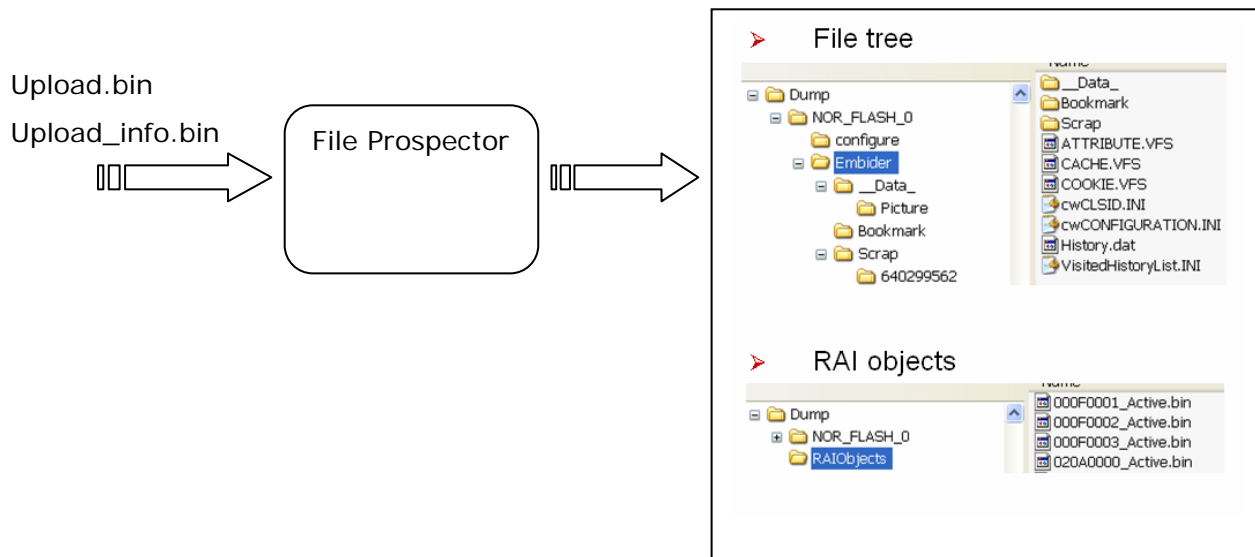 Upload.bin
Upload_info.bin
File Prospector
File tree
Dump
NOR_FLASH_0
configure
Embider
__Data_
Picture
Bookmark
Scrap
640299562
Name
__Data_
Bookmark
Scrap
ATTRIBUTE.VFS
CACHE.VFS
COOKIE.VFS
cwCLSID.INI
cwCONFIGURATION.INI
History.dat
VisitedHistoryList.INI
RAI objects
Dump
NOR_FLASH_0
RAIObjects
Name
000F0001_Active.bin
000F0002_Active.bin
000F0003_Active.bin
020A0000_Active.bin